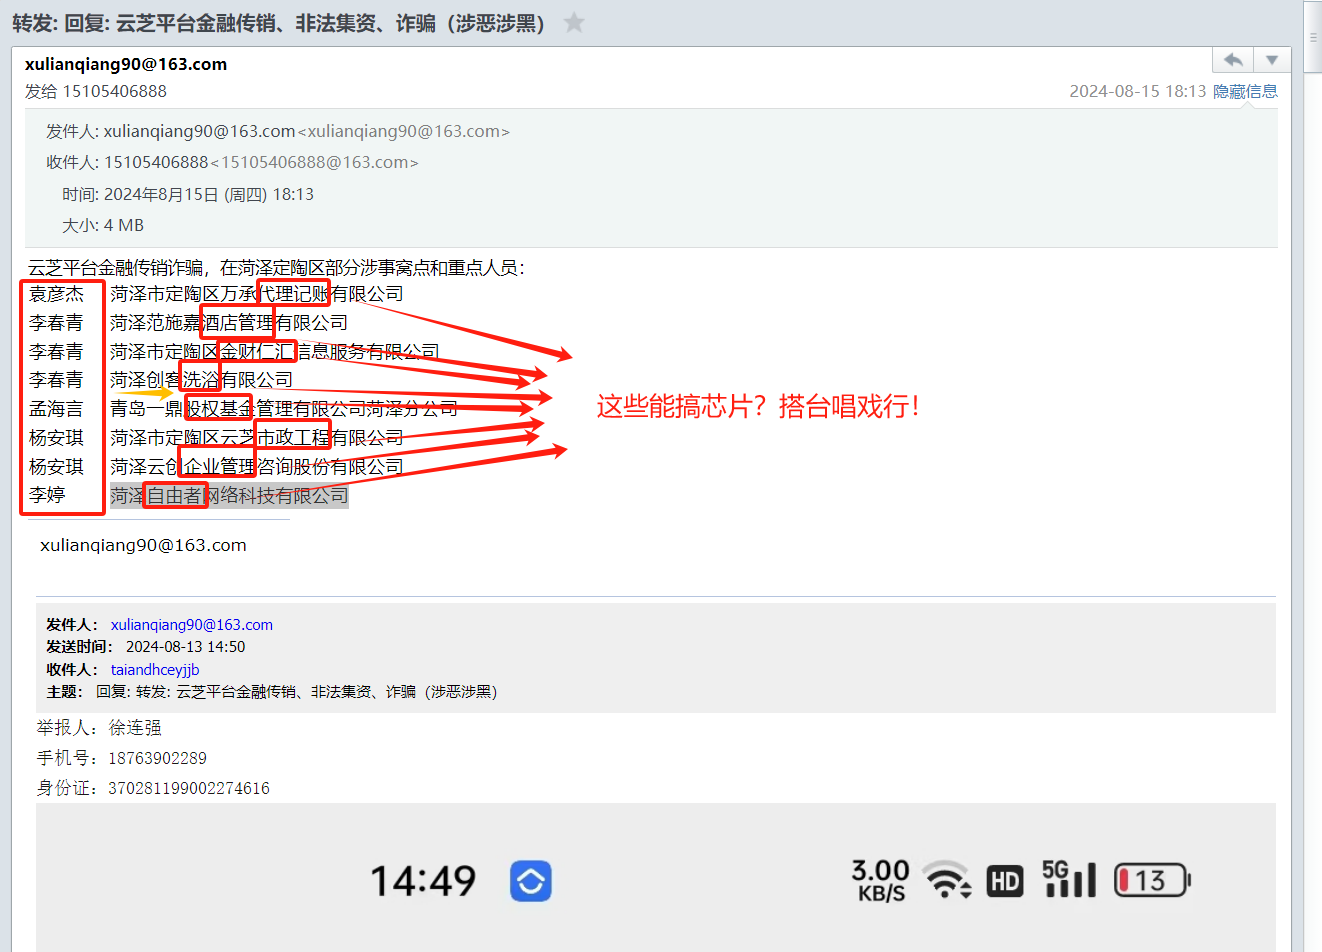 转发: 回复: 云芝平台金融传销、非法集资、诈骗（涉恶涉黑）
xulianqiang90@163.com
发给 15105406888
2024-08-15 18:13 隐藏信息
发件人: xulianqiang90@163.com<xulianqiang90@163.com>
收件人: 15105406888<15105406888@163.com>
时间: 2024年8月15日 (周四) 18:13
大小: 4 MB
云芝平台金融传销诈骗，在菏泽定陶区部分涉事窝点和重点人员：
袁彦杰 菏泽市定陶区万承代理记账有限公司
李春青 菏泽范施嘉酒店管理有限公司
李春青 菏泽市定陶区金财仁汇信息服务有限公司
李春青 菏泽创客洗浴有限公司
孟海言 青岛一鼎股权基金管理有限公司菏泽分公司
这些能搞芯片？搭台唱戏行！
杨安琪 菏泽市定陶区云芝市政工程有限公司
杨安琪 菏泽云创企业管理咨询股份有限公司
李婷 菏泽自由者网络科技有限公司
xulianqiang90@163.com
发件人： xulianqiang90@163.com
发送时间： 2024-08-13 14:50
收件人： taiandhceyjjb
主题： 回复: 转发: 云芝平台金融传销、非法集资、诈骗（涉恶涉黑）
举报人：徐连强
手机号：18763902289
身份证：370281199002274616
14:49 3.00 KB/S HD 5G 13